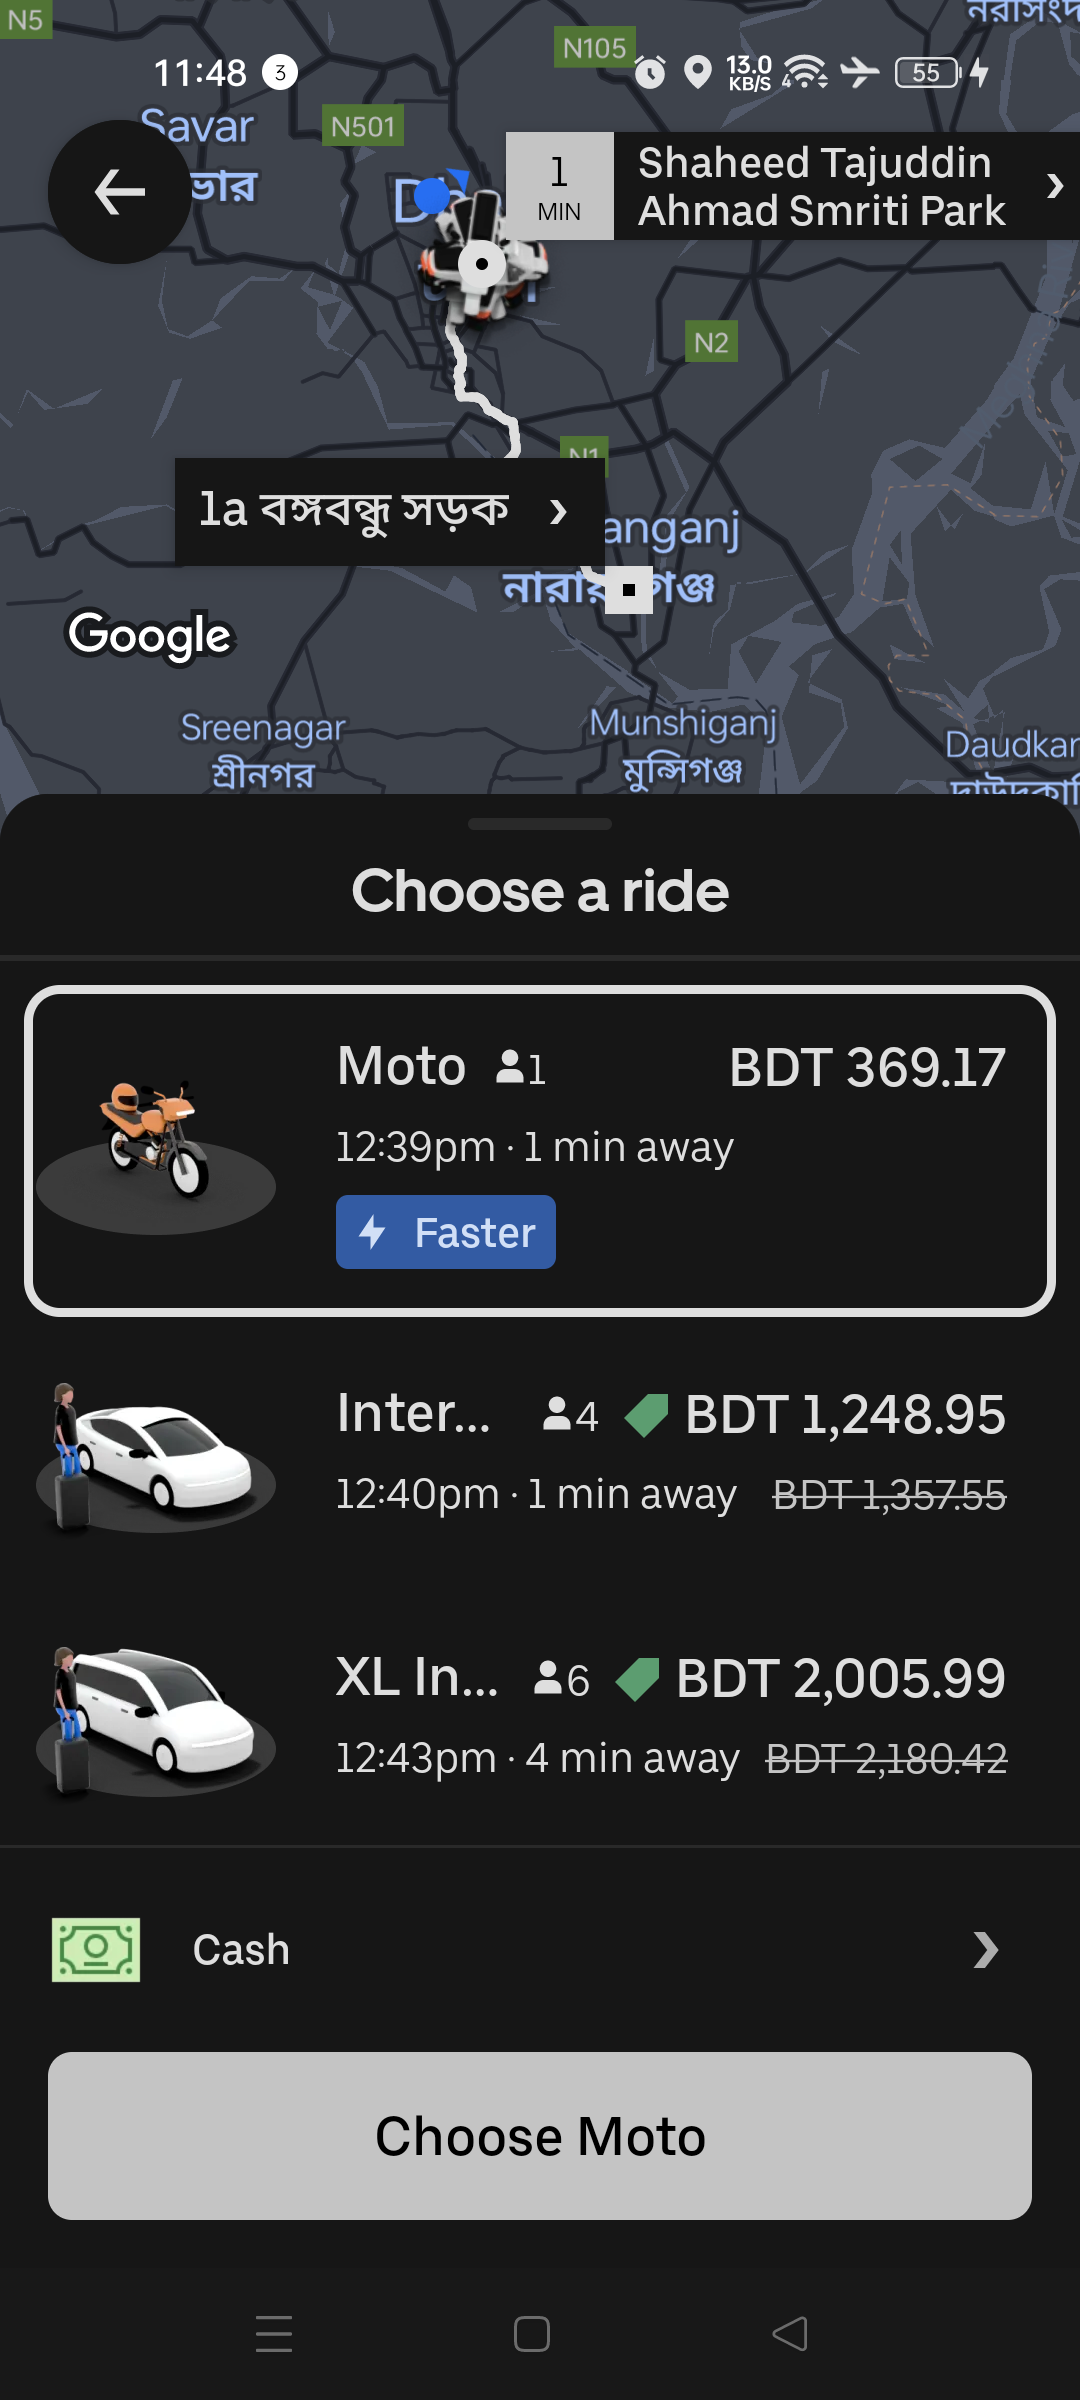 N5
নরসিংদ
N105
11:48 3
13.0
KB/S
4
55
Savar
N501
ভার
1
MIN
Shaheed Tajuddin
Ahmad Smriti Park
N2
N1
1a বঙ্গবন্ধু সড়ক
anganj
Google
Sreenagar
শ্রীনগর
Munshiganj
মুন্সিগঞ্জ
Daudkan
Choose a ride
Moto 1 BDT 369.17
12:39pm · 1 min away
Faster
Inter... 4 BDT 1,248.95
12:40pm · 1 min away BDT 1,357.55
XL In... 6 BDT 2,005.99
12:43pm · 4 min away BDT 2,180.42
Cash
Choose Moto